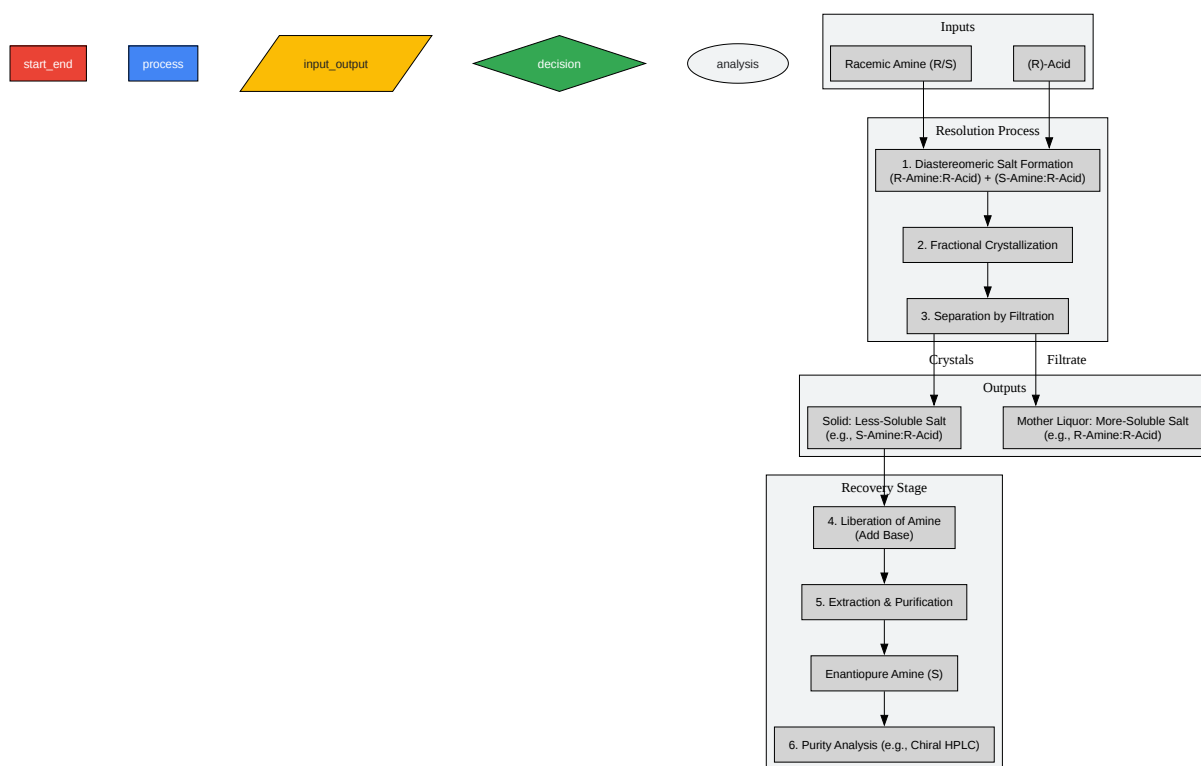 start_end
process
input_output
decision
analysis
Inputs
Racemic Amine (R/S)
(R)-Acid
Resolution Process
1. Diastereomeric Salt Formation
(R-Amine:R-Acid) + (S-Amine:R-Acid)
2. Fractional Crystallization
3. Separation by Filtration
Crystals
Filtrate
Outputs
Solid: Less-Soluble Salt
(e.g., S-Amine:R-Acid)
Mother Liquor: More-Soluble Salt
(e.g., R-Amine:R-Acid)
Recovery Stage
4. Liberation of Amine
(Add Base)
5. Extraction & Purification
Enantiopure Amine (S)
6. Purity Analysis (e.g., Chiral HPLC)